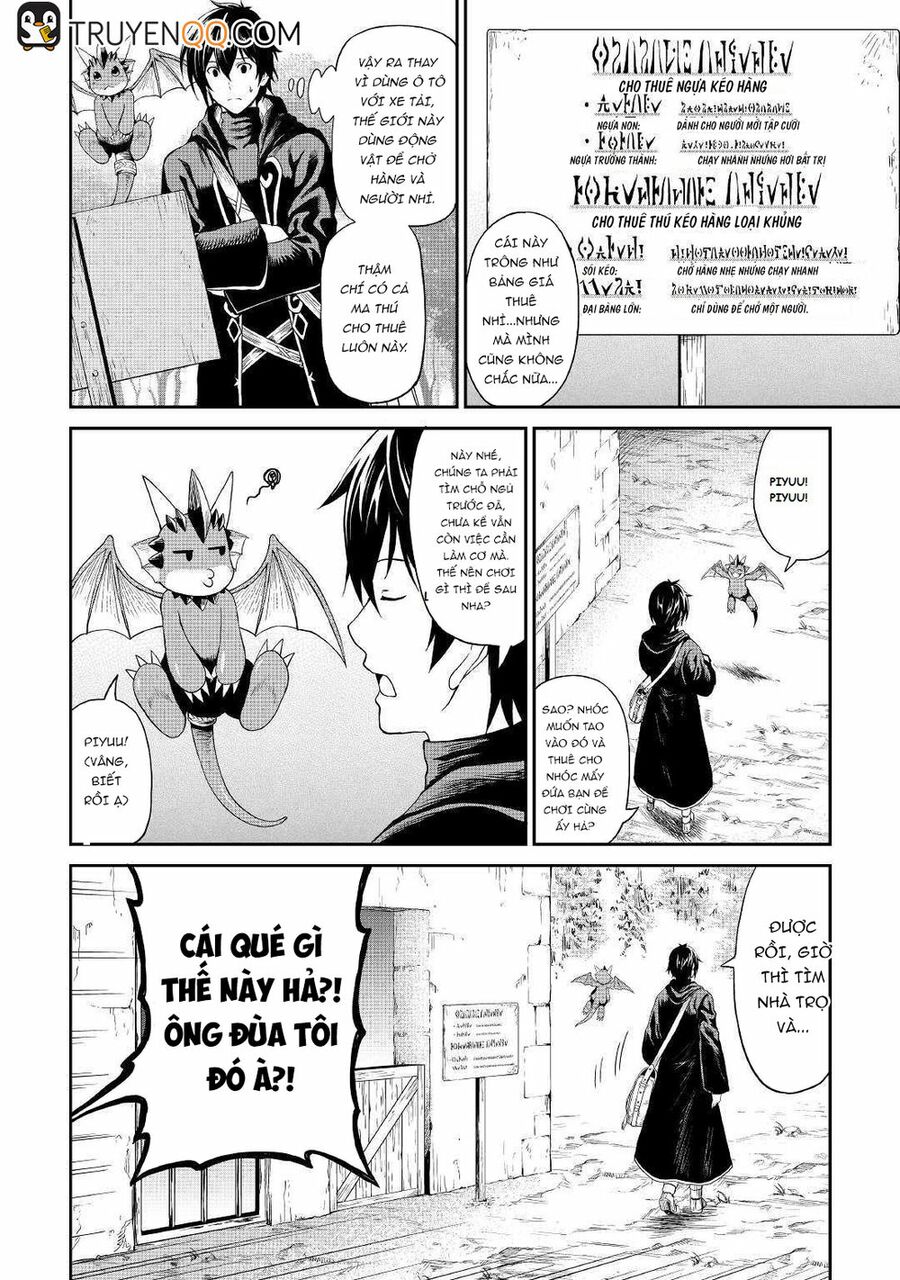 TRUYENQQ.COM
CHO THUÊ NGỰA KÉO HÀNG
NGỰA NON:
DÀNH CHO NGƯỜI MỚI TẬP CƯỠI
NGỰA TRƯỞNG THÀNH:
CHẠY NHANH NHƯNG HƠI BẤT TRỊ
CHO THUÊ THÚ KÉO HÀNG LOẠI KHỦNG
SÓI KÉO:
CHỞ HÀNG NHẸ NHƯNG CHẠY NHANH
ĐẠI BÀNG LỚN:
CHỈ DÙNG ĐỂ CHỞ MỘT NGƯỜI.
CÁI NÀY
TRÔNG NHƯ
BẢNG GIÁ
THUÊ
NHỈ...NHƯNG
MÀ MÌNH
CŨNG KHÔNG
CHẮC NỮA...
VẬY RA THAY
VÌ DÙNG Ô TÔ
VỚI XE TẢI,
THẾ GIỚI NÀY
DÙNG ĐỘNG
VẬT ĐỂ CHỞ
HÀNG VÀ
NGƯỜI NHỈ.
THẬM
CHÍ CÓ CẢ
MA THÚ
CHO THUÊ
LUÔN NÀY.
PIYUU!
PIYUU!
SAO? NHÓC
MUỐN TAO
VÀO ĐÓ VÀ
THUÊ CHO
NHÓC MẤY
ĐỨA BẠN ĐỂ
CHƠI CÙNG
ẤY HẢ?
NÀY NHÉ,
CHÚNG TA PHẢI
TÌM CHỖ NGỦ
TRƯỚC ĐÃ,
CHƯA KỂ VẪN
CÒN VIỆC CẦN
LÀM CƠ MÀ.
THẾ NÊN CHƠI
GÌ THÌ ĐỂ SAU
NHA?
PIYUU!
(VÂNG,
BIẾT
RỒI Ạ)
ĐƯỢC
RỒI, GIỜ
THÌ TÌM
NHÀ TRỌ
VÀ...
CÁI QUÉ GÌ
THẾ NÀY HẢ?!
ÔNG ĐÙA TÔI
ĐÓ À?!